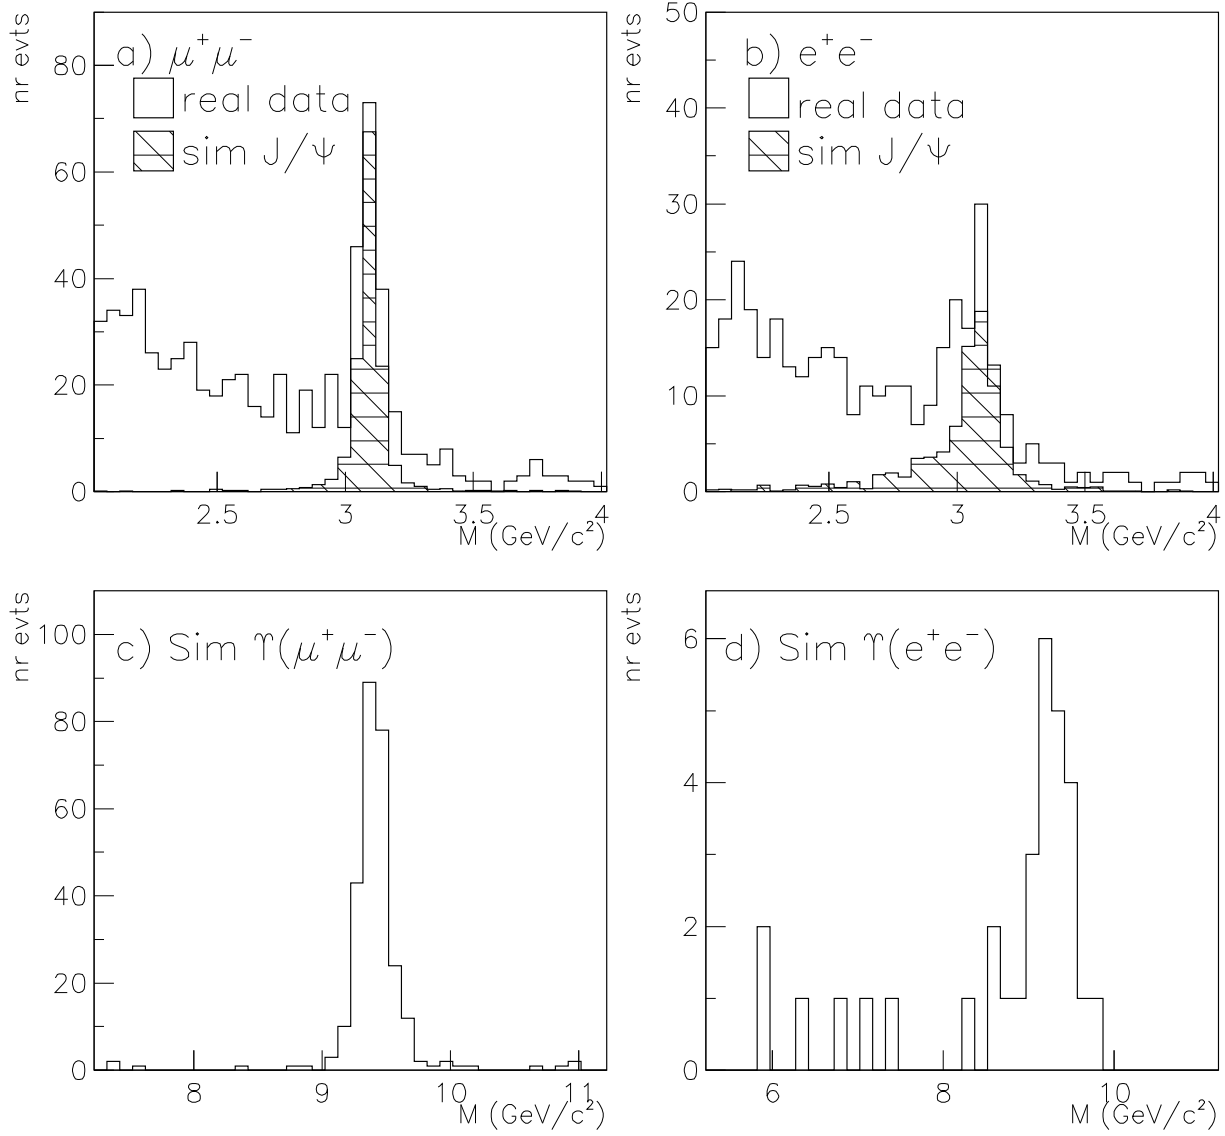 nr evts
a) μ⁺μ⁻
real data
sim J/Ψ
80
60
40
20
0
2.5
3
3.5
4
M (GeV/c²)
nr evts
b) e⁺e⁻
real data
sim J/Ψ
50
40
30
20
10
0
2.5
3
3.5
4
M (GeV/c²)
nr evts
c) Sim ϒ(μ⁺μ⁻)
100
80
60
40
20
0
8
9
10
11
M (GeV/c²)
nr evts
d) Sim ϒ(e⁺e⁻)
6
4
2
0
6
8
10
M (GeV/c²)